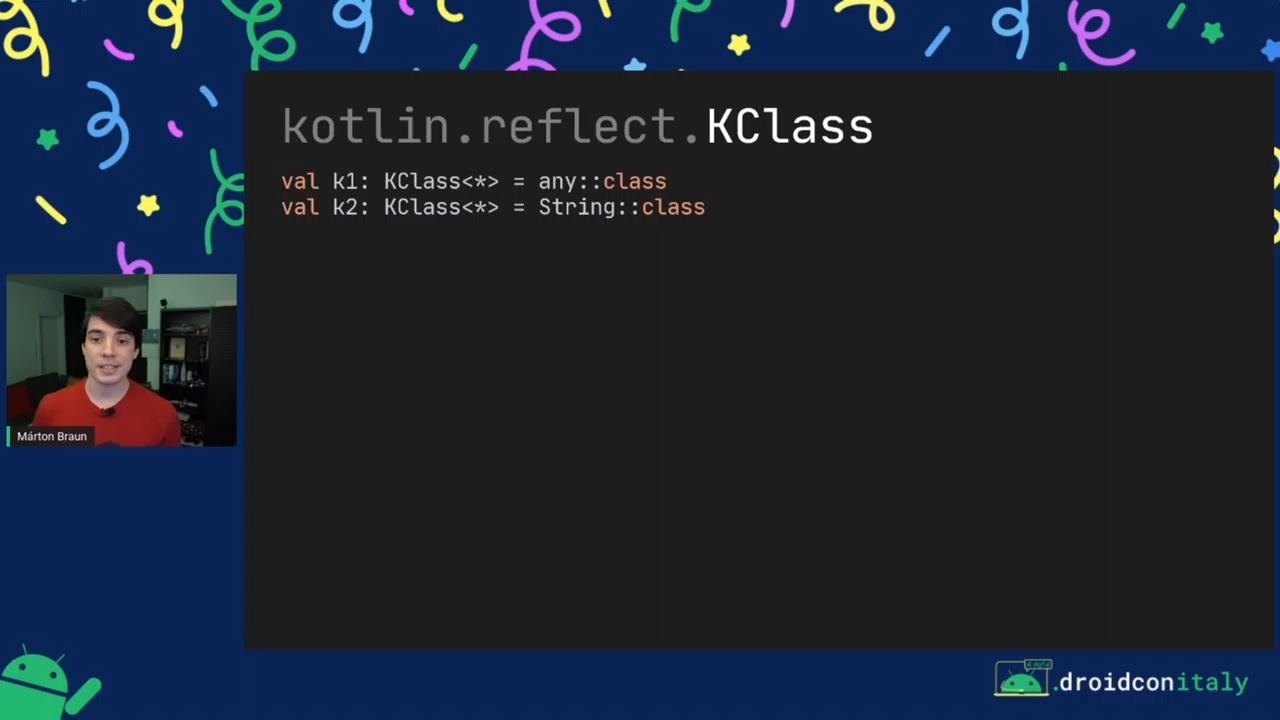 kotlin.reflect.KClass
val k1: KClass<*> = any::class
val k2: KClass<*> = String::class
Márton Braun
.droidconitaly